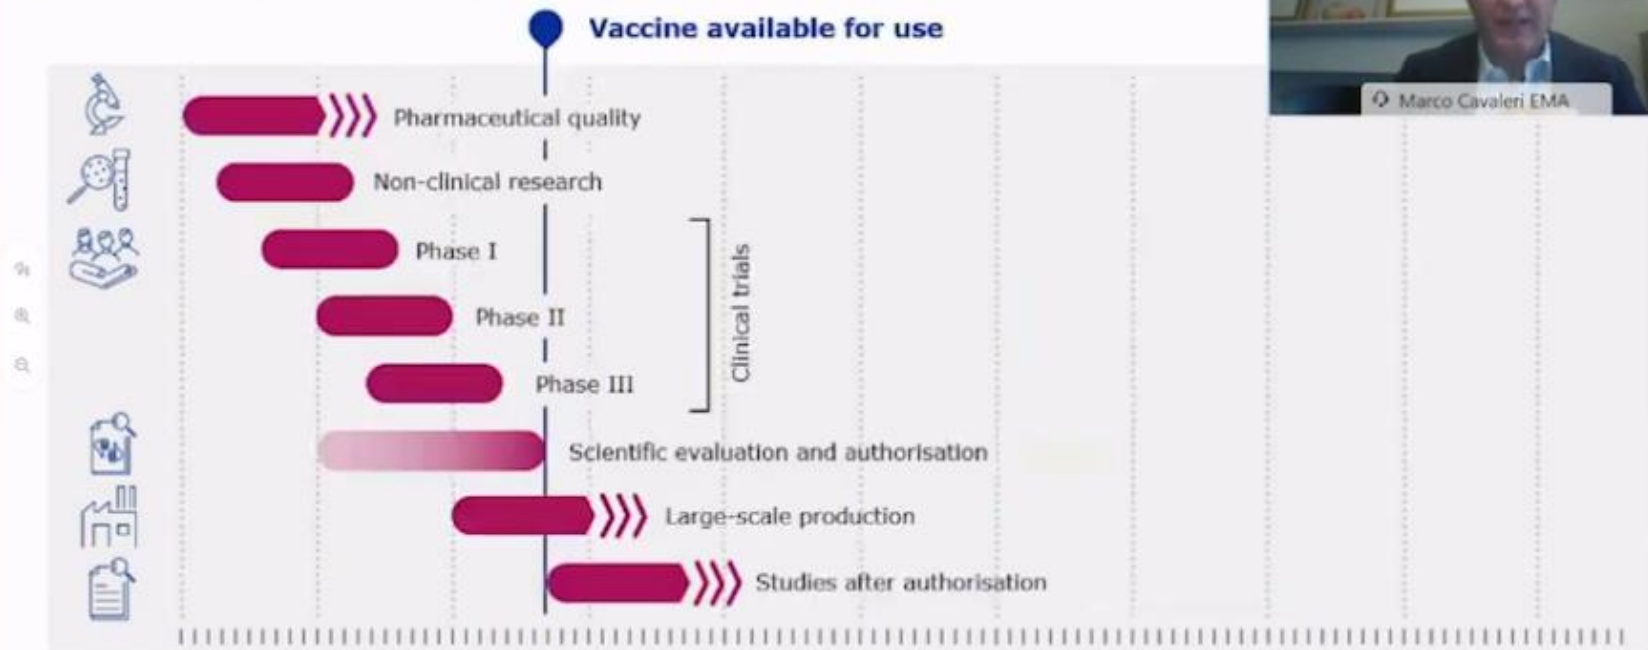 Vaccine available for use
Marco Cavaleri EMA
Pharmaceutical quality
Non-clinical research
Phase I
Phase II
Phase III
Clinical trials
Scientific evaluation and authorisation
Large-scale production
Studies after authorisation